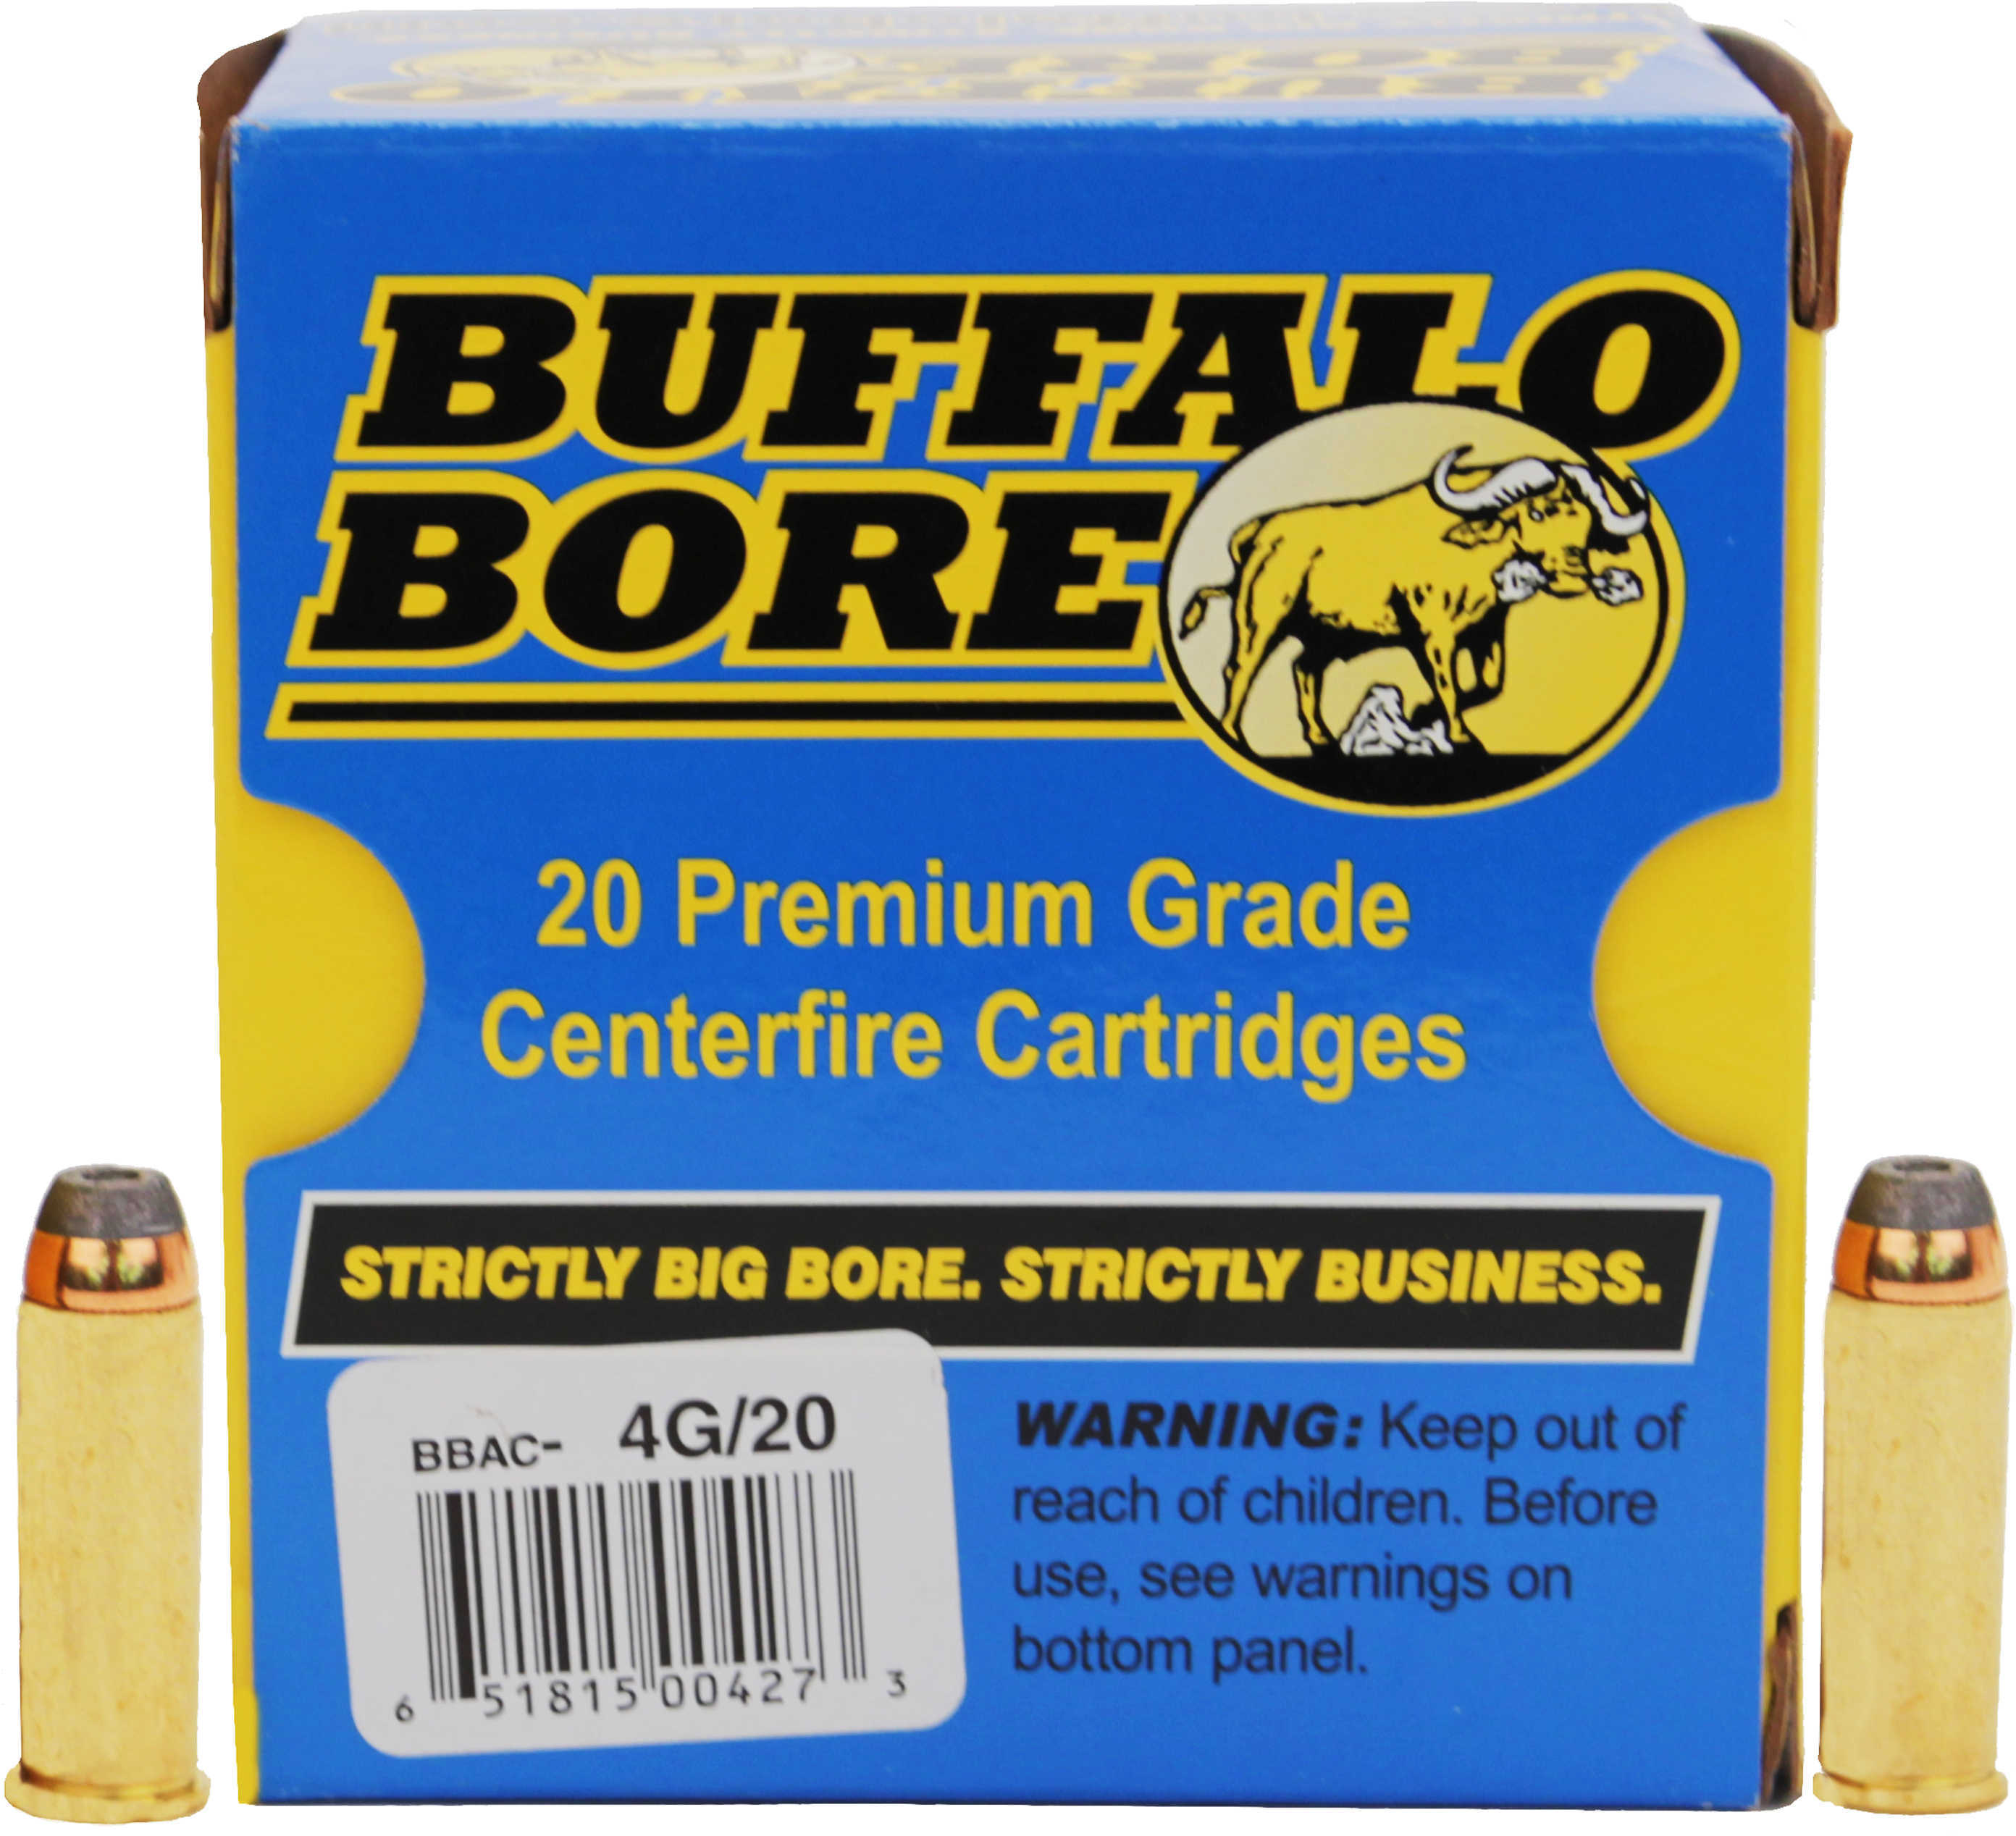 BUFFALO
BORE
20 Premium Grade
Centerfire Cartridges
STRICTLY BIG BORE. STRICTLY BUSINESS.
BBAC- 4G/20
6 51815 00427 3
WARNING: Keep out of
reach of children. Before
use, see warnings on
bottom panel.